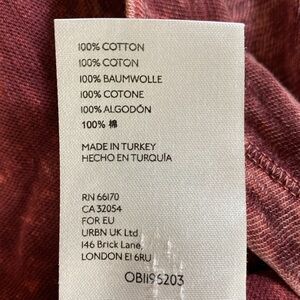 100% COTTON
100% COTON
100% BAUMWOLLE
100% COTONE
100% ALGODÓN
100% 棉
MADE IN TURKEY
HECHO EN TURQUÍA
RN 66170
CA 32054
FOR EU
URBN UK Ltd
146 Brick Lane,
LONDON E1 6RU
OB1196203